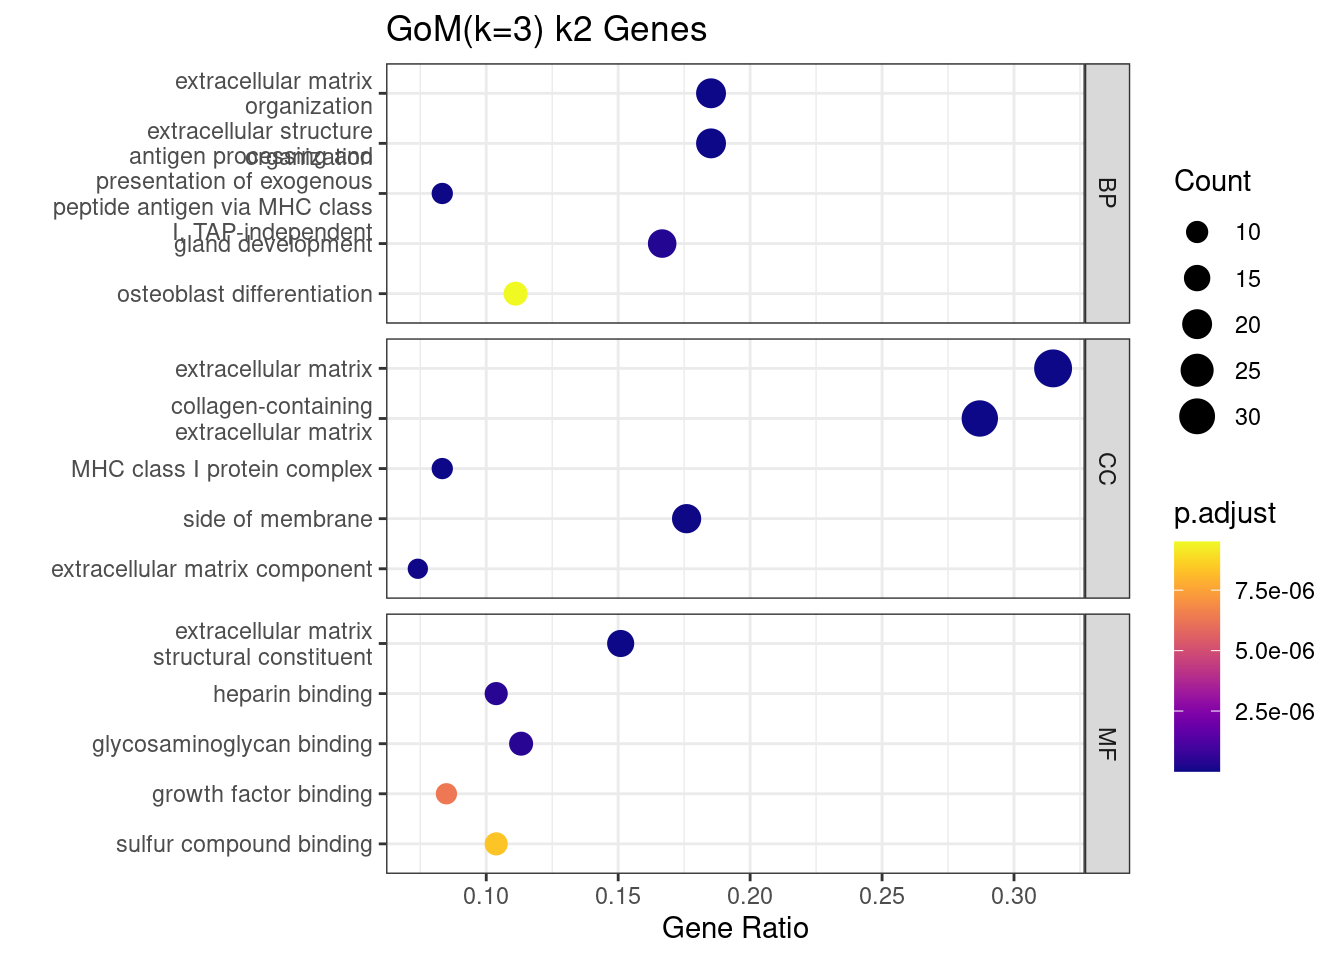 GoM(k=3) k2 Genes
extracellular matrix
organization
extracellular structure
organization
antigen processing and
presentation of exogenous
peptide antigen via MHC class
I, TAP-independent
gland development
osteoblast differentiation
BP
extracellular matrix
collagen-containing
extracellular matrix
MHC class I protein complex
side of membrane
extracellular matrix component
CC
extracellular matrix
structural constituent
heparin binding
glycosaminoglycan binding
growth factor binding
sulfur compound binding
MF
0.10 0.15 0.20 0.25 0.30
Gene Ratio
Count
10
15
20
25
30
p.adjust
7.5e-06
5.0e-06
2.5e-06